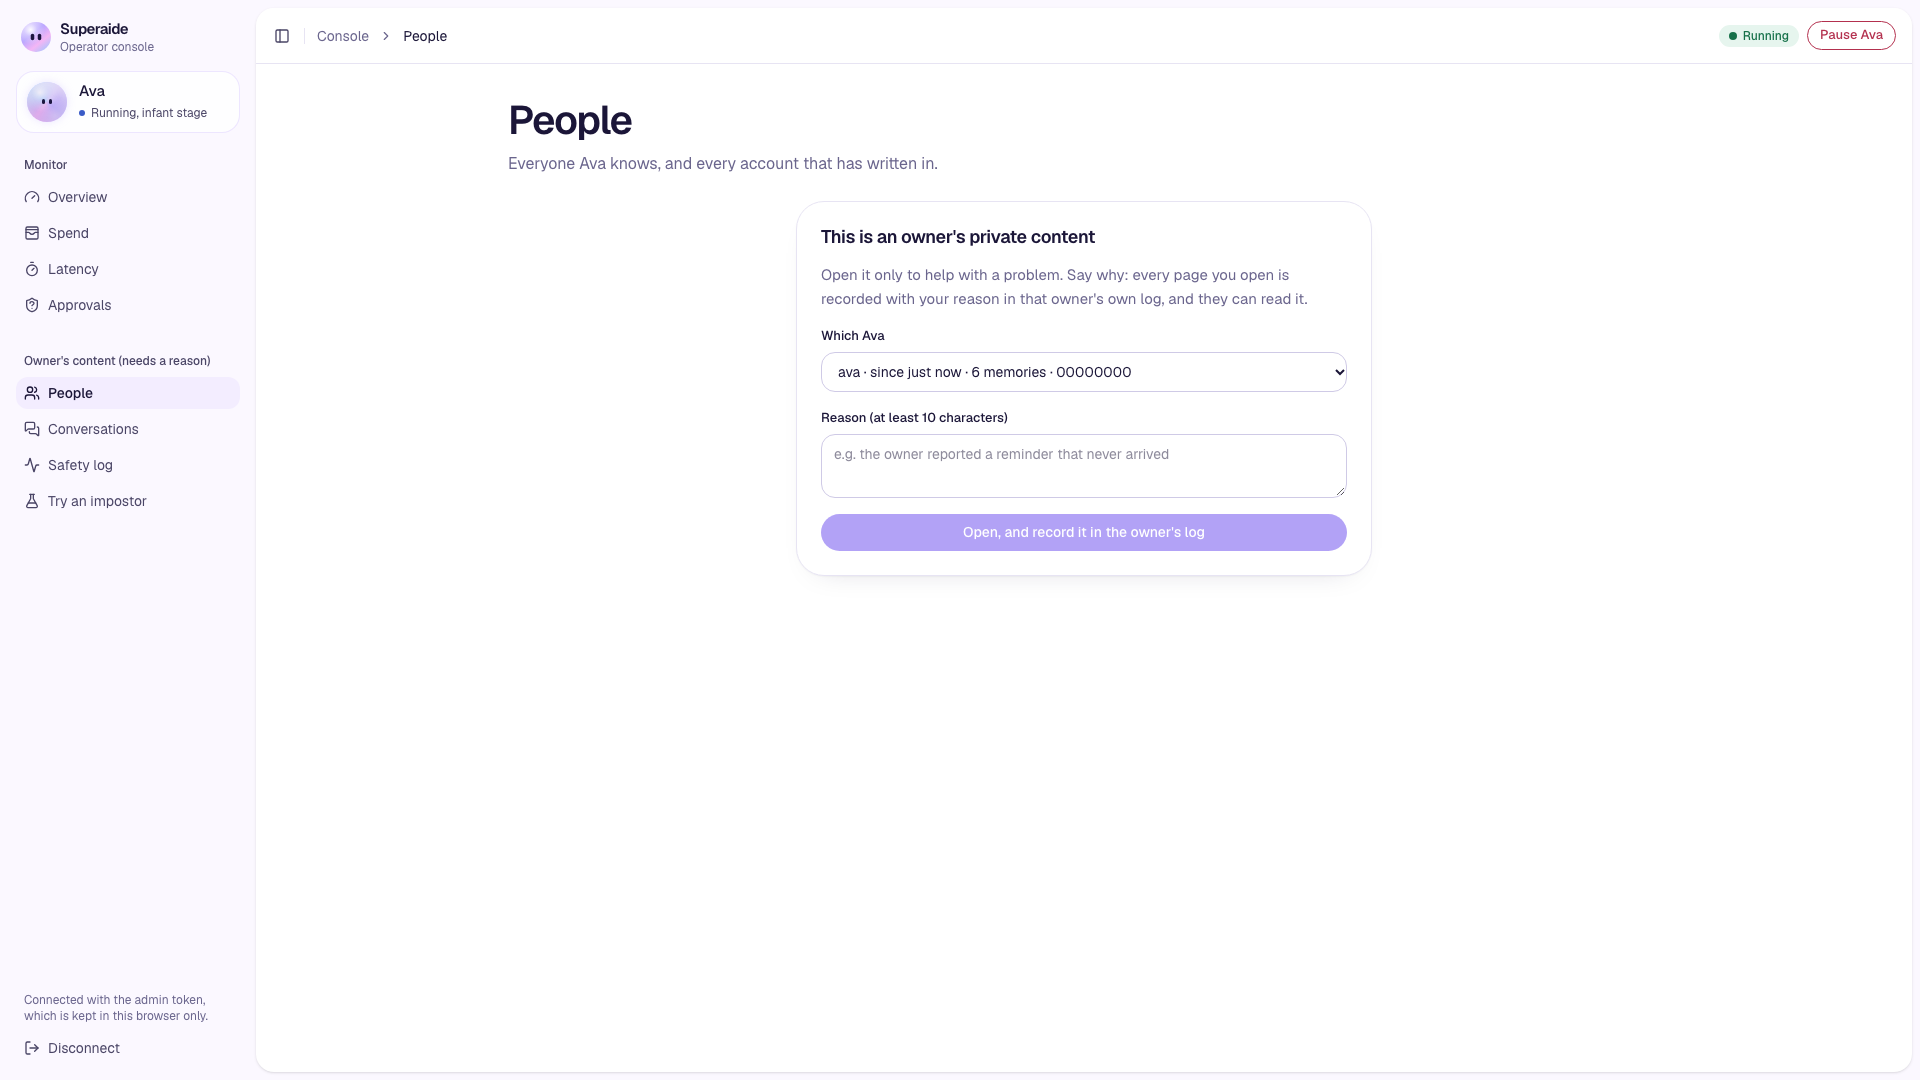 Superaide
Operator console
Ava
Running, infant stage
Monitor
Overview
Spend
Latency
Approvals
Owner's content (needs a reason)
People
Conversations
Safety log
Try an impostor
Connected with the admin token,
which is kept in this browser only.
Disconnect
Console
People
Running
Pause Ava
People
Everyone Ava knows, and every account that has written in.
This is an owner's private content
Open it only to help with a problem. Say why: every page you open is
recorded with your reason in that owner's own log, and they can read it.
Which Ava
ava · since just now · 6 memories · 00000000
Reason (at least 10 characters)
e.g. the owner reported a reminder that never arrived
Open, and record it in the owner's log